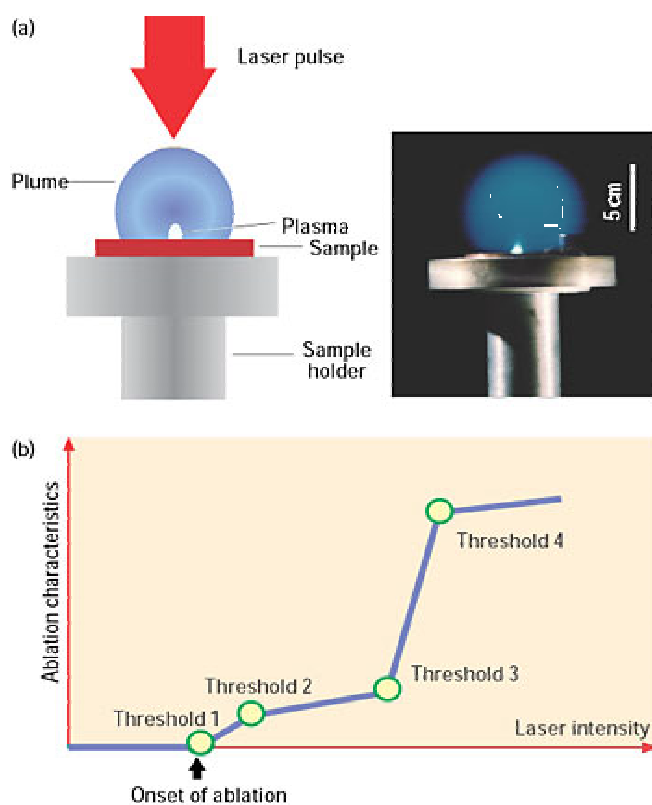 (a)
Laser pulse
Plume
Plasma
Sample
5 cm
Sample
holder
(b)
Ablation characteristics
Threshold 4
Threshold 3
Threshold 2
Threshold 1
Laser intensity
Onset of ablation